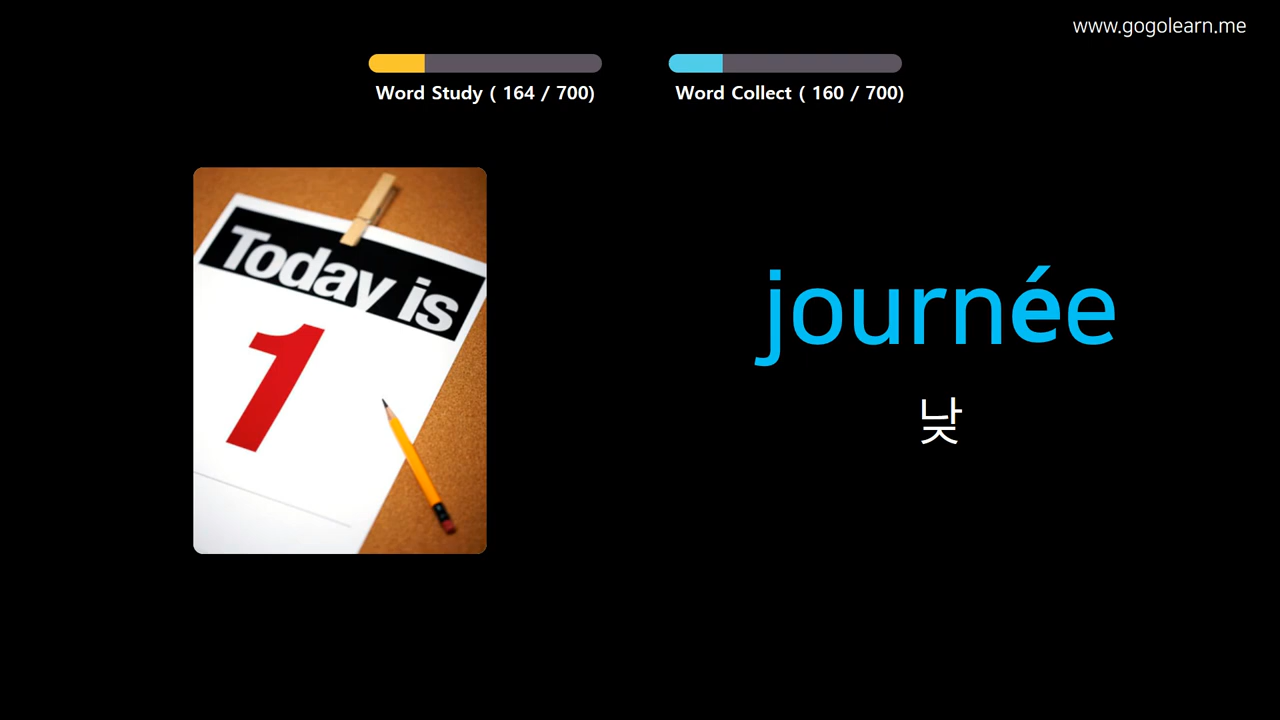 www.gogolearn.me
Word Study ( 164 / 700)
Word Collect ( 160 / 700)
Today is
1
journée
낮